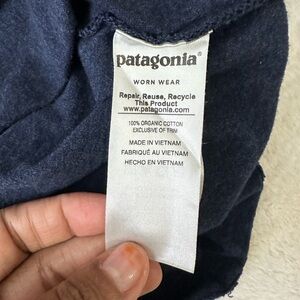 patagonia®
WORN WEAR
Repair, Reuse, Recycle
This Product
www.patagonia.com
100% ORGANIC COTTON
EXCLUSIVE OF TRIM
MADE IN VIETNAM
FABRIQUÉ AU VIETNAM
HECHO EN VIETNAM